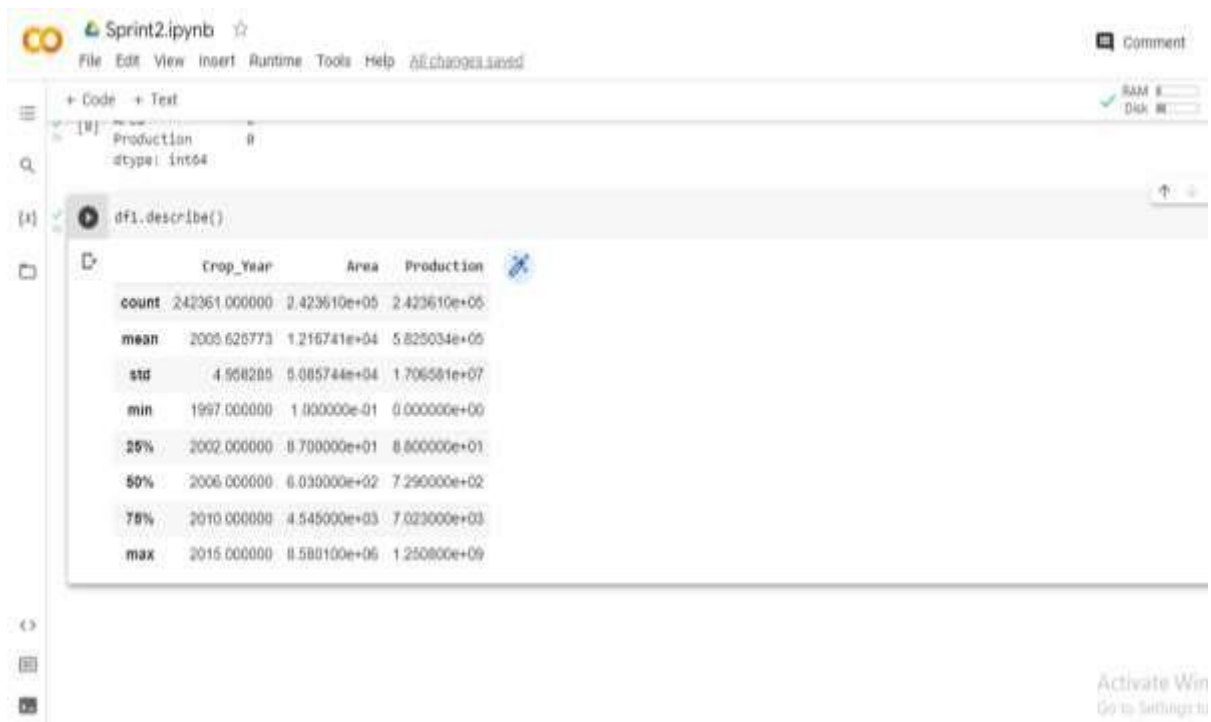 CO Sprint2.ipynb
Comment
File Edit View Insert Runtime Tools Help All changes saved
+ Code + Text
RAM
Disk
Production 0
dtype: int64
df1.describe()
Crop_Year Area Production
count 242361.000000 2.423610e+05 2.423610e+05
mean 2005.625773 1.216741e+04 5.825034e+05
std 4.958285 5.085744e+04 1.706581e+07
min 1997.000000 1.000000e-01 0.000000e+00
25% 2002.000000 8.700000e+01 8.800000e+01
50% 2006.000000 6.030000e+02 7.290000e+02
75% 2010.000000 4.545000e+03 7.023000e+03
max 2015.000000 8.580100e+06 1.250800e+09
Activate Win
Go to Settings to